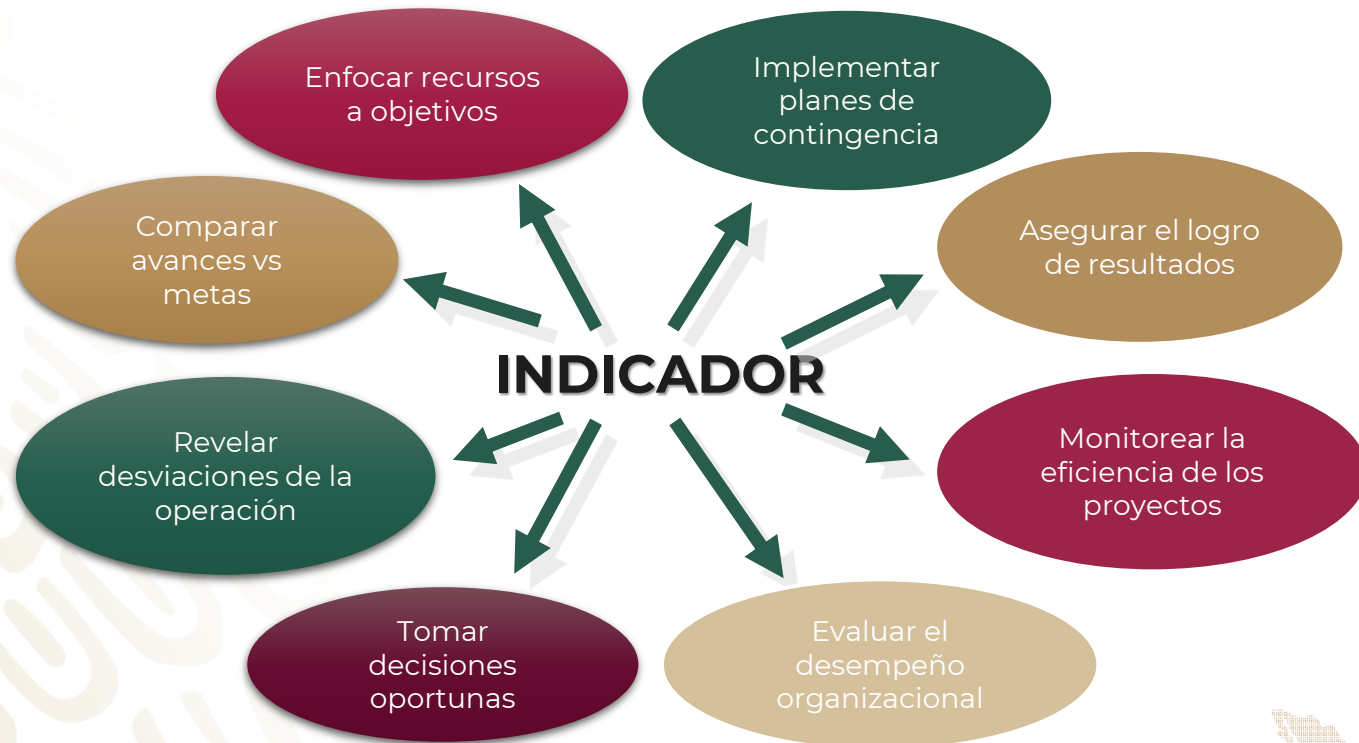 Enfocar recursos
a objetivos
Implementar
planes de
contingencia
Comparar
avances vs
metas
Asegurar el logro
de resultados
INDICADOR
Revelar
desviaciones de la
operación
Monitorear la
eficiencia de los
proyectos
Tomar
decisiones
oportunas
Evaluar el
desempeño
organizacional